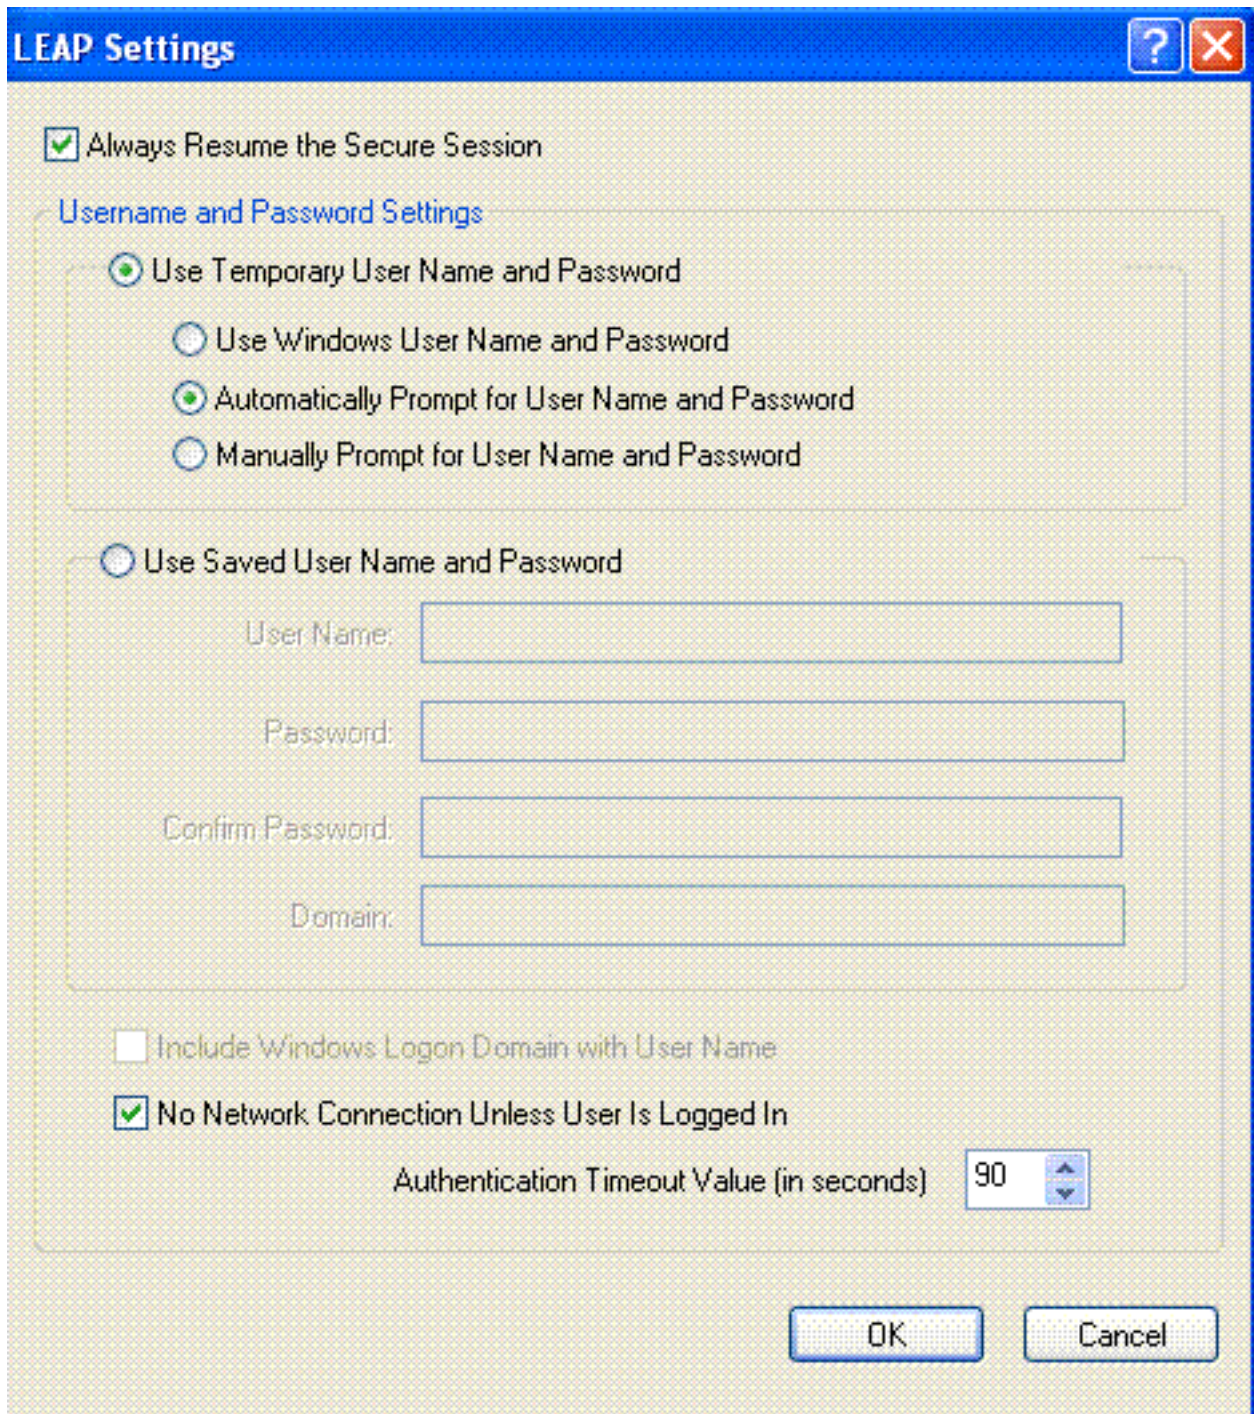 LEAP Settings
Always Resume the Secure Session
Username and Password Settings
Use Temporary User Name and Password
Use Windows User Name and Password
Automatically Prompt for User Name and Password
Manually Prompt for User Name and Password
Use Saved User Name and Password
User Name:
Password:
Confirm Password:
Domain:
Include Windows Logon Domain with User Name
No Network Connection Unless User Is Logged In
Authentication Timeout Value (in seconds) 90
OK Cancel